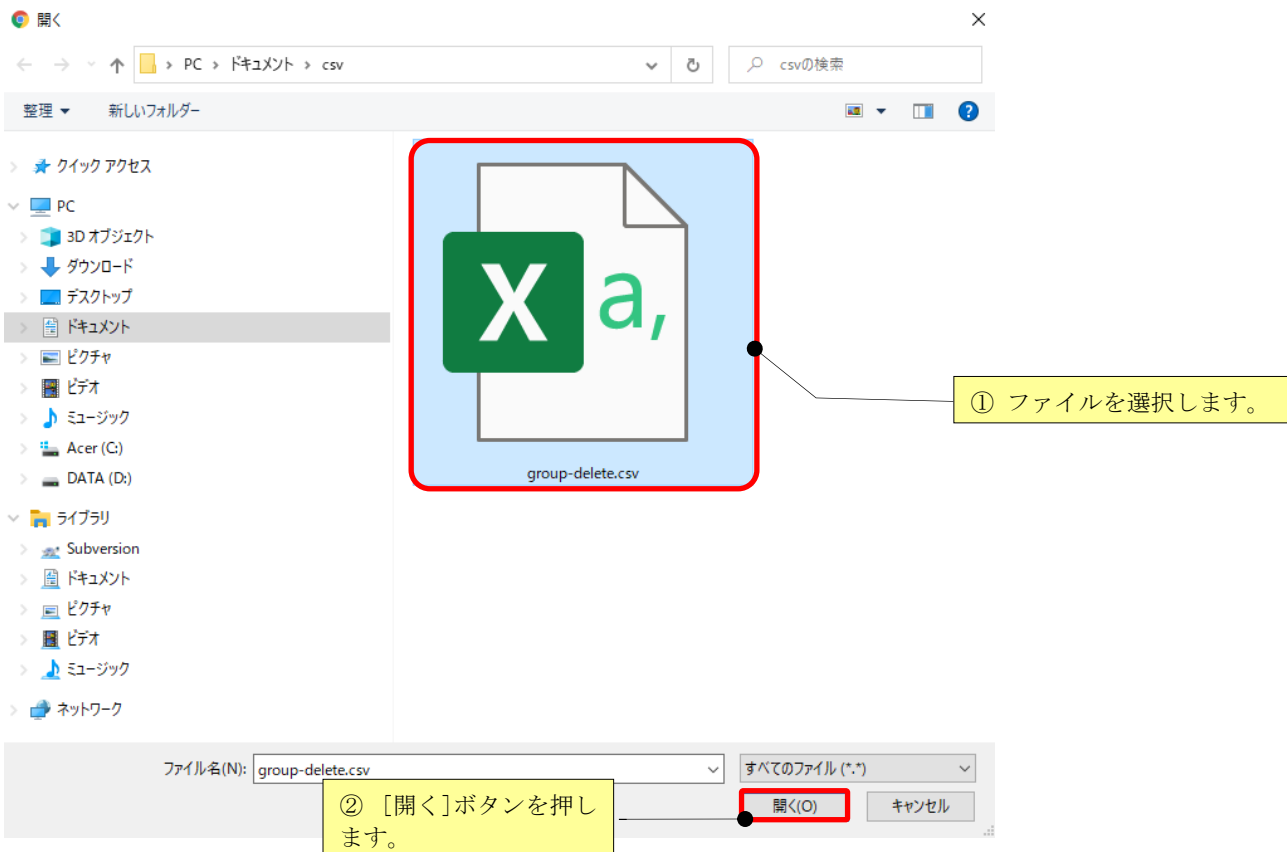 開く
PC › ドキュメント › csv
csvの検索
整理
新しいフォルダー
クイック アクセス
PC
3D オブジェクト
ダウンロード
デスクトップ
ドキュメント
ピクチャ
ビデオ
ミュージック
Acer (C:)
DATA (D:)
ライブラリ
Subversion
ドキュメント
ピクチャ
ビデオ
ミュージック
ネットワーク
X a,
group-delete.csv
① ファイルを選択します。
ファイル名(N): group-delete.csv
すべてのファイル (*.*)
② [開く]ボタンを押し
ます。
開く(O)
キャンセル